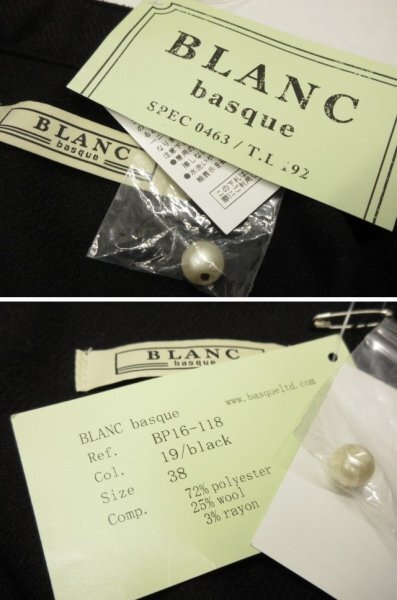 BLANC
basque
SPEC 0463 / T.L 292
BLANC
basque
BLANC
basque
www.basqueltd.com
BLANC basque
Ref. BP16-118
Col. 19/black
Size 38
Comp. 72% polyester
25% wool
3% rayon